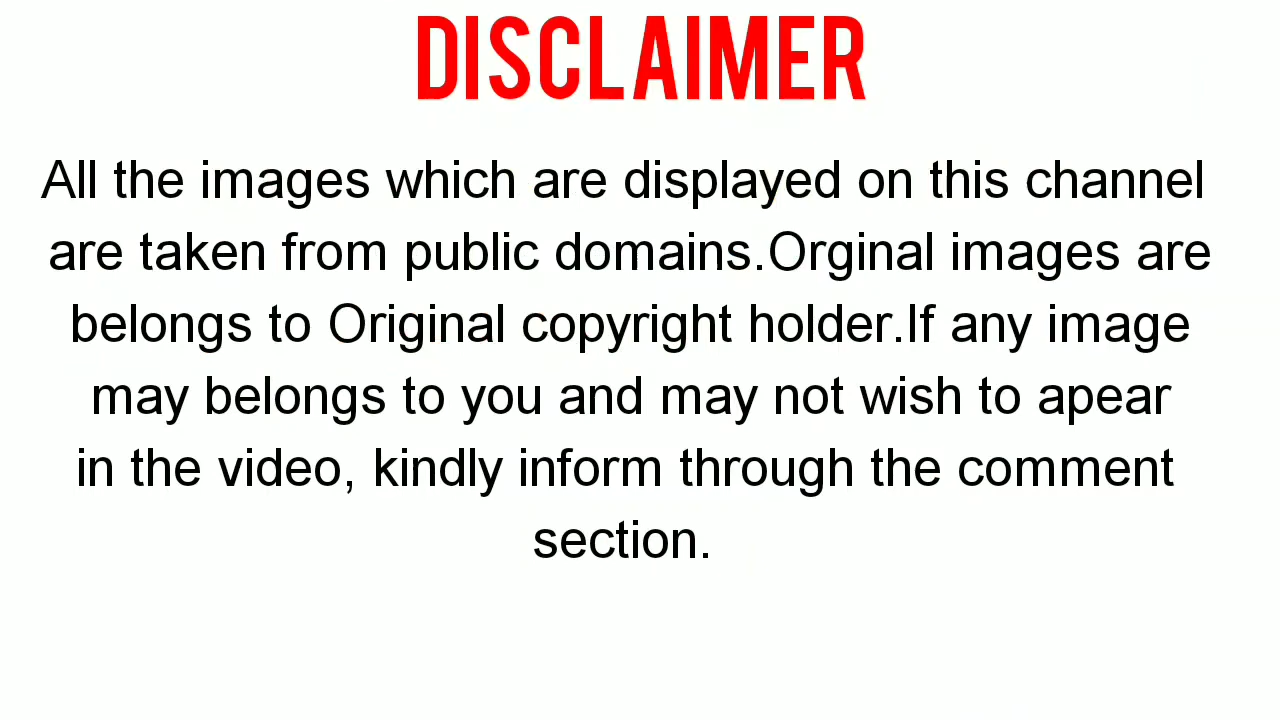 DISCLAIMER
All the images which are displayed on this channel
are taken from public domains.Orginal images are
belongs to Original copyright holder.If any image
may belongs to you and may not wish to apear
in the video, kindly inform through the comment
section.